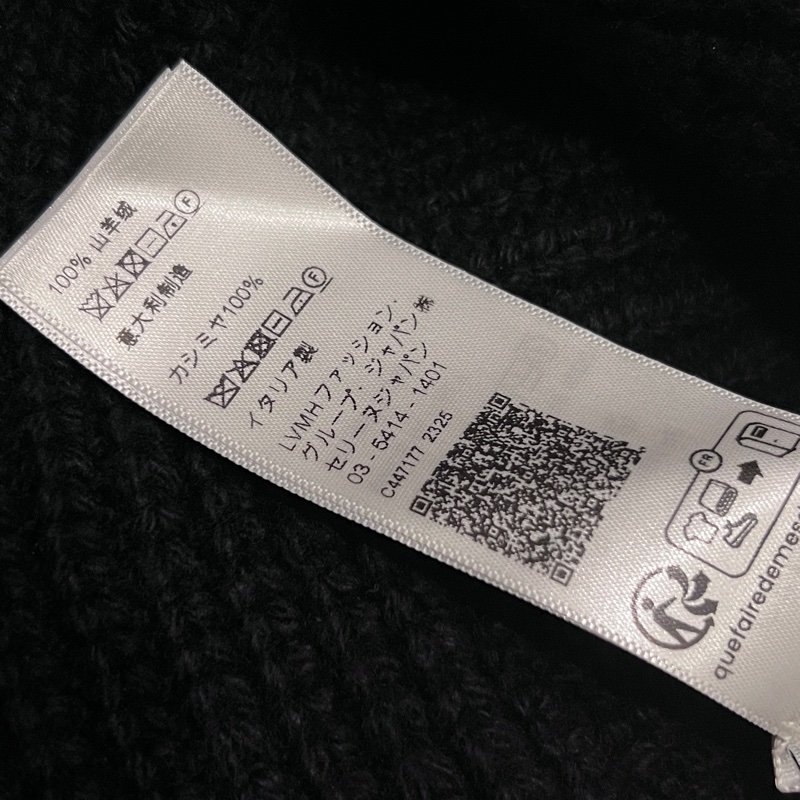 100% 山羊绒
F
意大利制造
カシミヤ100%
F
イタリア製
LVMHファッション・
グループ・ジャパン㈱
セリーヌジャパン
03 - 5414 - 1401
C447177 2325
FR
quefairedemes